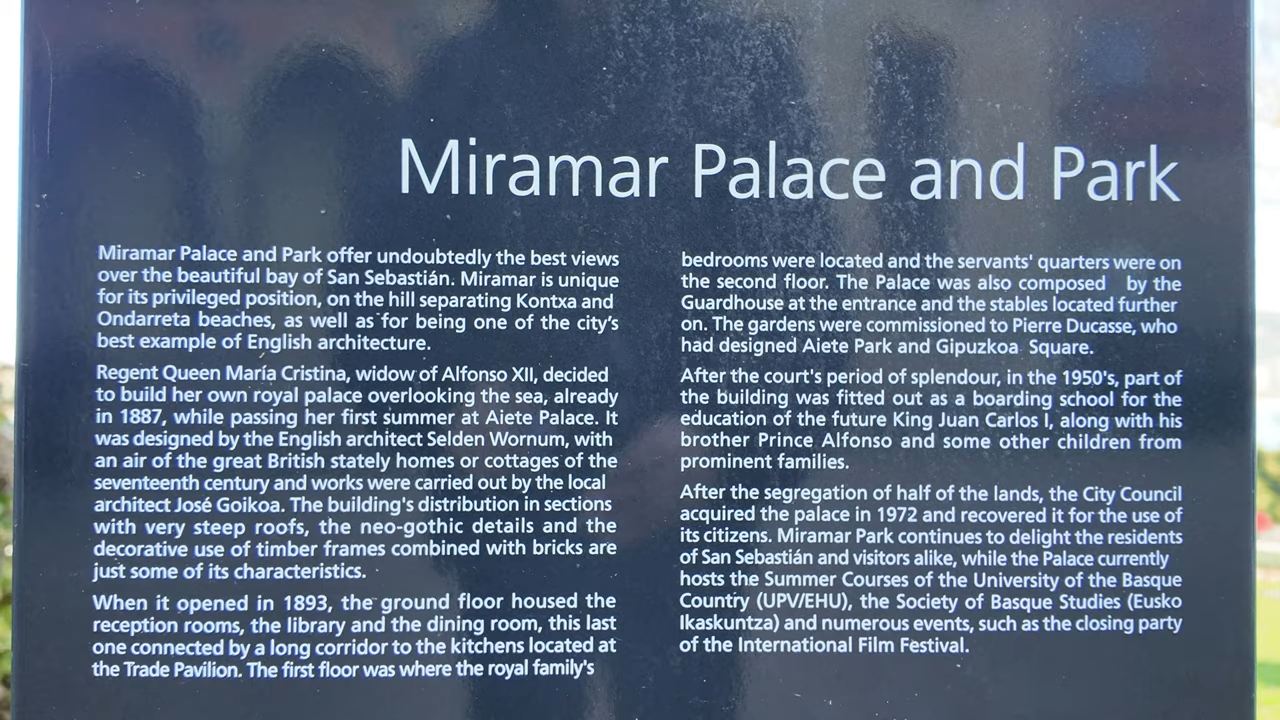 Miramar Palace and Park
Miramar Palace and Park offer undoubtedly the best views
over the beautiful bay of San Sebastián. Miramar is unique
for its privileged position, on the hill separating Kontxa and
Ondarreta beaches, as well as for being one of the city's
best example of English architecture.
Regent Queen María Cristina, widow of Alfonso XII, decided
to build her own royal palace overlooking the sea, already
in 1887, while passing her first summer at Aiete Palace. It
was designed by the English architect Selden Wornum, with
an air of the great British stately homes or cottages of the
seventeenth century and works were carried out by the local
architect José Goikoa. The building's distribution in sections
with very steep roofs, the neo-gothic details and the
decorative use of timber frames combined with bricks are
just some of its characteristics.
When it opened in 1893, the ground floor housed the
reception rooms, the library and the dining room, this last
one connected by a long corridor to the kitchens located at
the Trade Pavilion. The first floor was where the royal family's
bedrooms were located and the servants' quarters were on
the second floor. The Palace was also composed by the
Guardhouse at the entrance and the stables located further
on. The gardens were commissioned to Pierre Ducasse, who
had designed Aiete Park and Gipuzkoa Square.
After the court's period of splendour, in the 1950's, part of
the building was fitted out as a boarding school for the
education of the future King Juan Carlos I, along with his
brother Prince Alfonso and some other children from
prominent families.
After the segregation of half of the lands, the City Council
acquired the palace in 1972 and recovered it for the use of
its citizens. Miramar Park continues to delight the residents
of San Sebastián and visitors alike, while the Palace currently
hosts the Summer Courses of the University of the Basque
Country (UPV/EHU), the Society of Basque Studies (Eusko
Ikaskuntza) and numerous events, such as the closing party
of the International Film Festival.